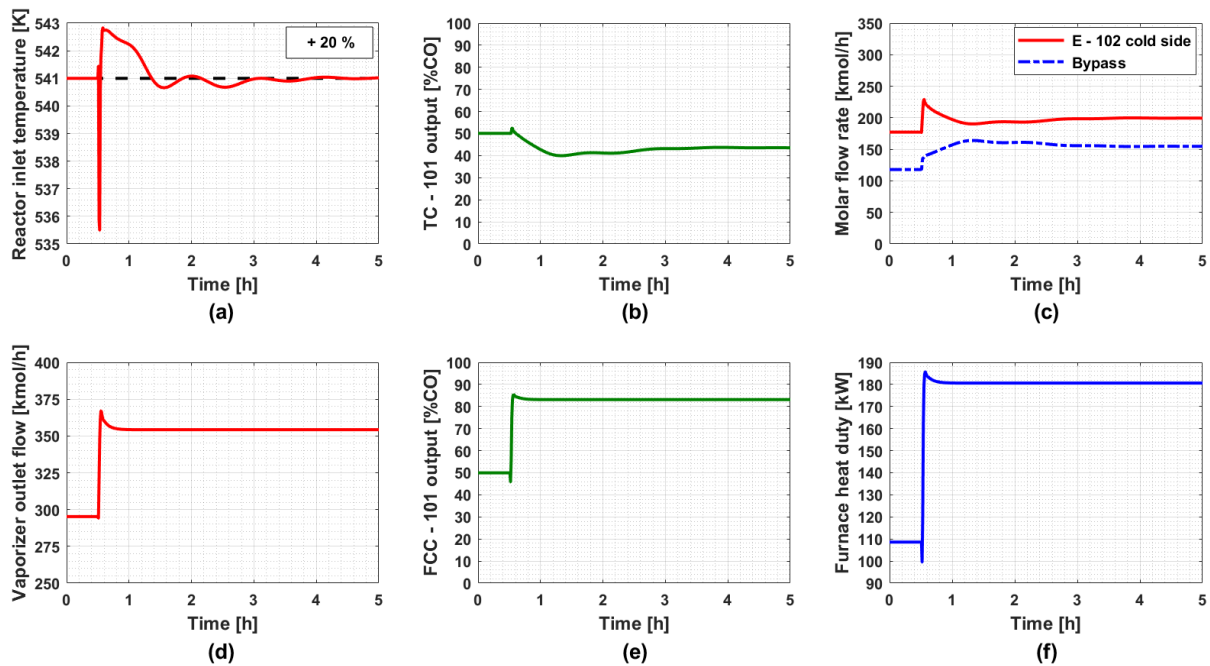 Reactor inlet temperature [K]
543
542
541
540
539
538
537
536
535
+ 20 %
0 1 2 3 4 5
Time [h]
(a)
TC - 101 output [%CO]
100
90
80
70
60
50
40
30
20
10
0
0 1 2 3 4 5
Time [h]
(b)
Molar flow rate [kmol/h]
350
300
250
200
150
100
50
0
E - 102 cold side
Bypass
0 1 2 3 4 5
Time [h]
(c)
Vaporizer outlet flow [kmol/h]
400
375
350
325
300
275
250
0 1 2 3 4 5
Time [h]
(d)
FCC - 101 output [%CO]
100
90
80
70
60
50
40
30
20
10
0
0 1 2 3 4 5
Time [h]
(e)
Furnace heat duty [kW]
190
180
170
160
150
140
130
120
110
100
90
0 1 2 3 4 5
Time [h]
(f)